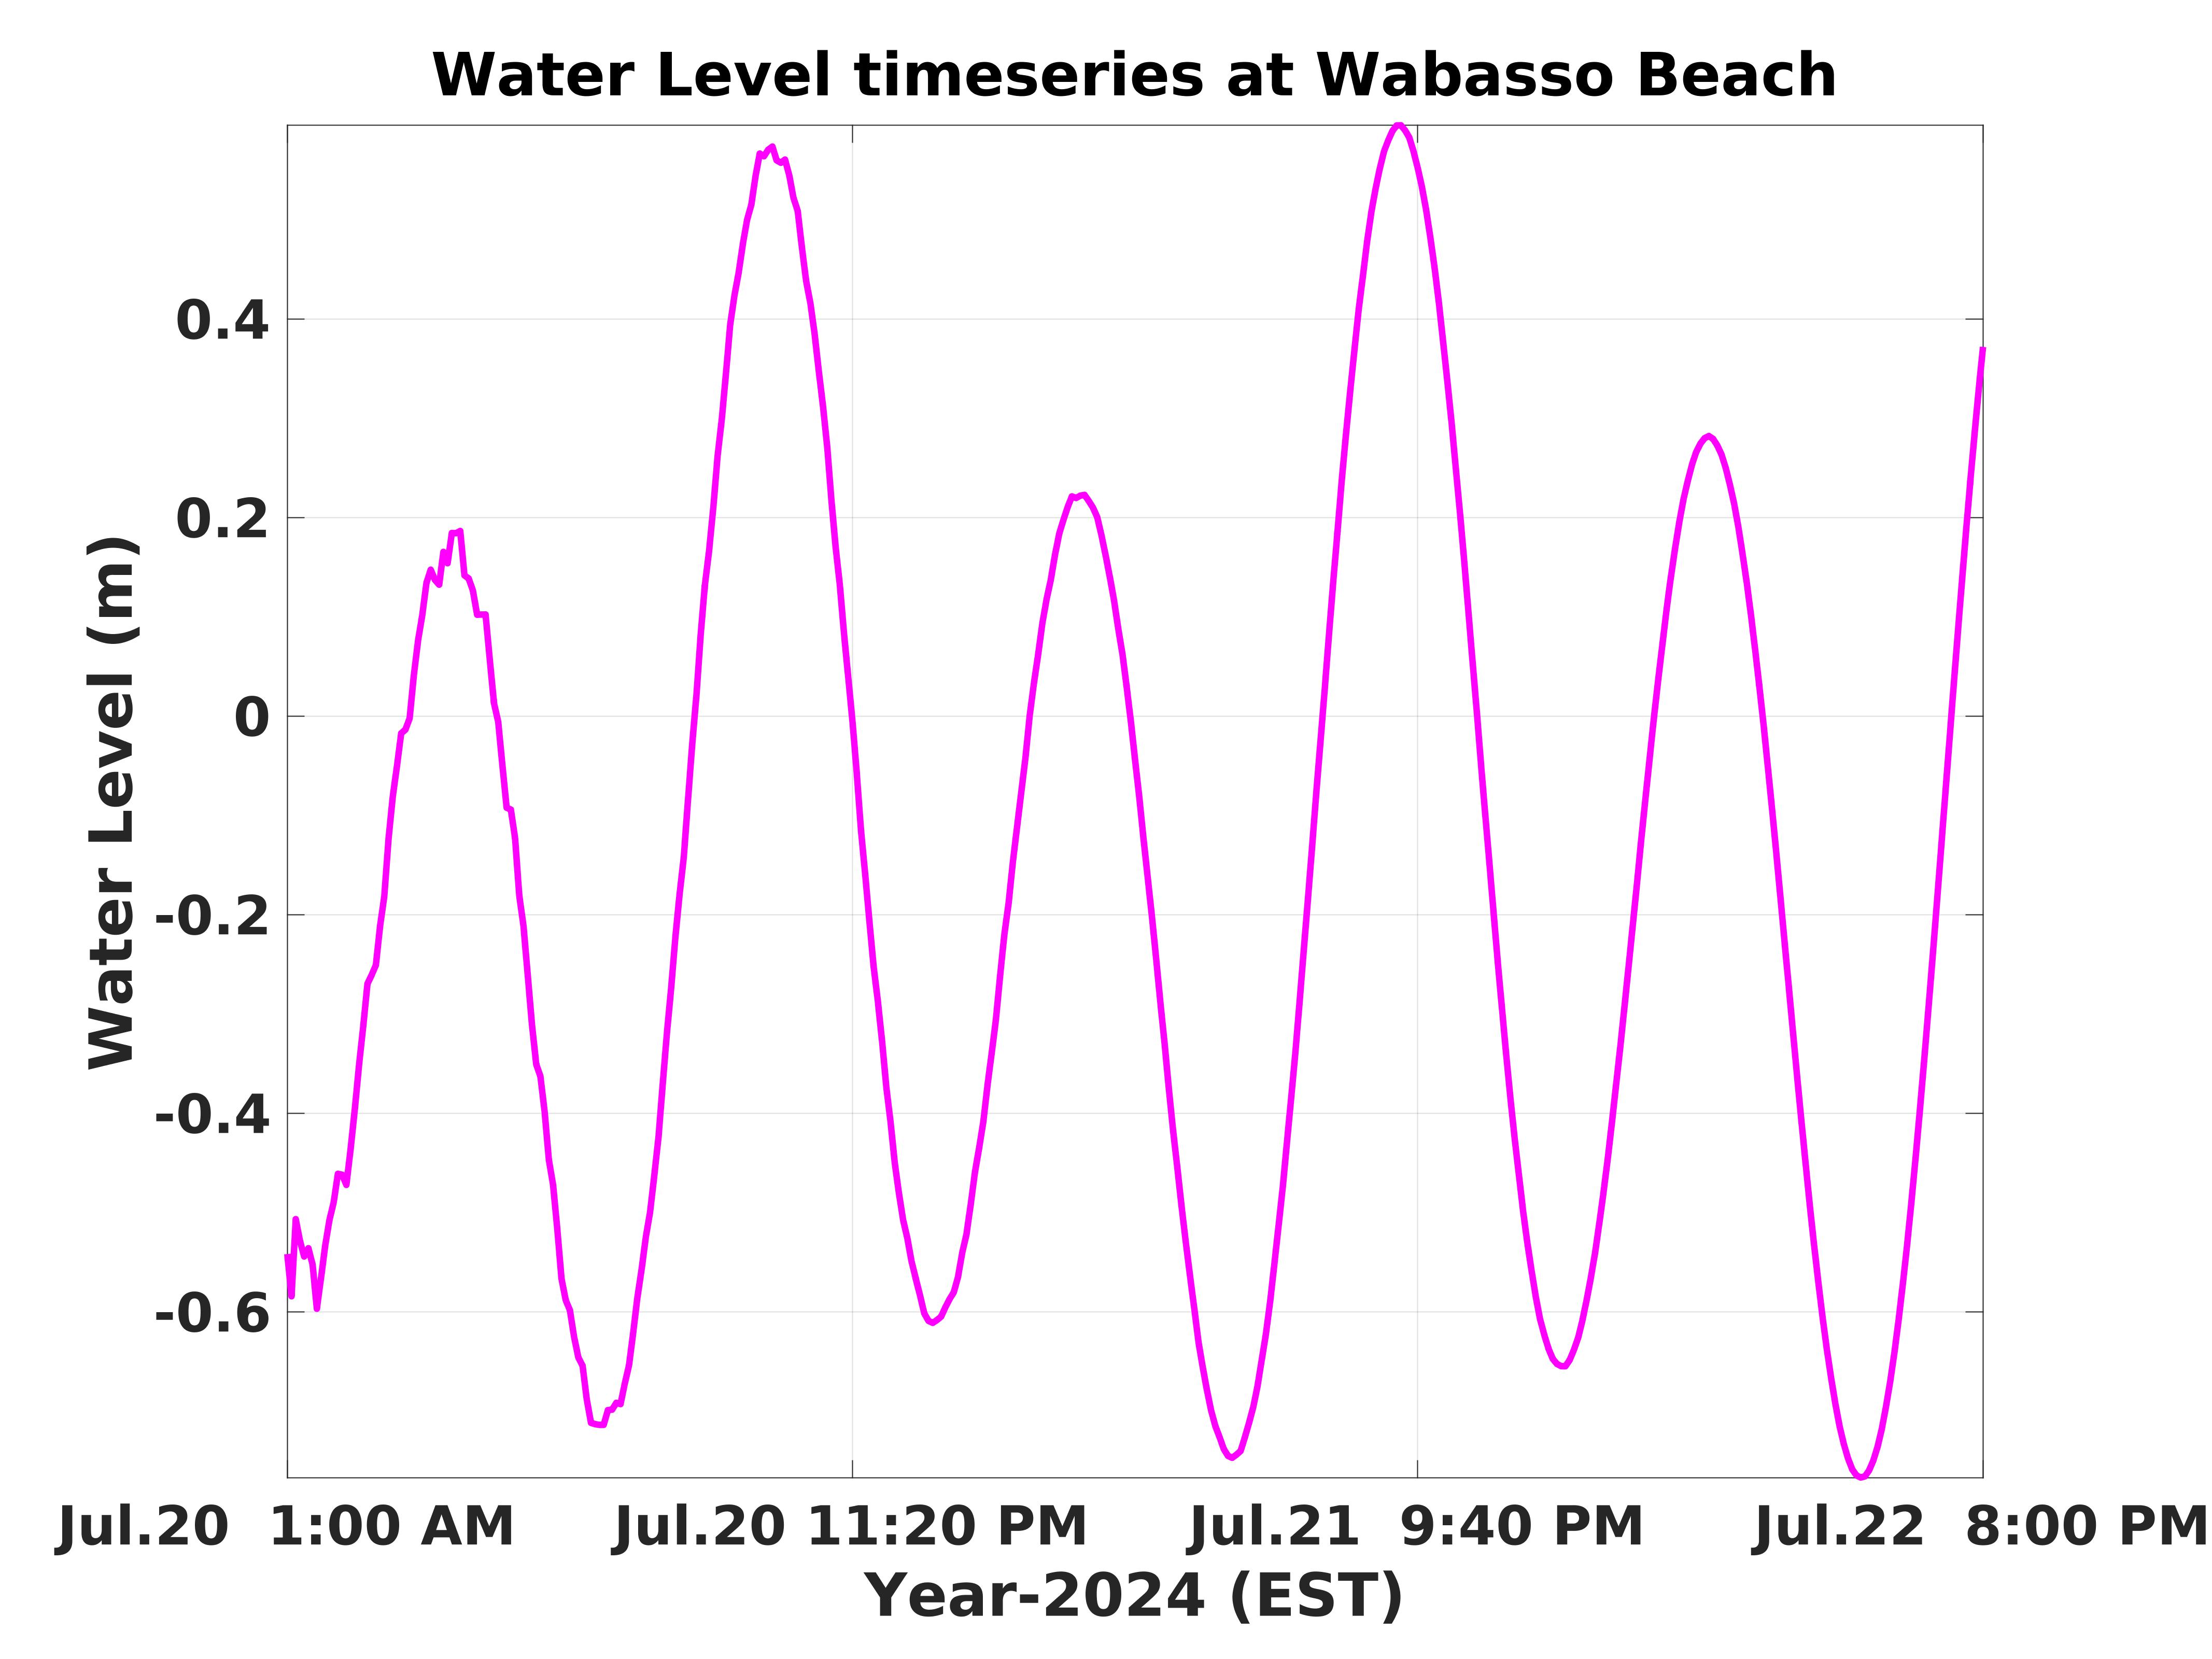 Water Level timeseries at Wabasso Beach
0.4
0.2
0
-0.2
-0.4
-0.6
Water Level (m)
Jul.20 1:00 AM Jul.20 11:20 PM Jul.21 9:40 PM Jul.22 8:00 PM
Year-2024 (EST)